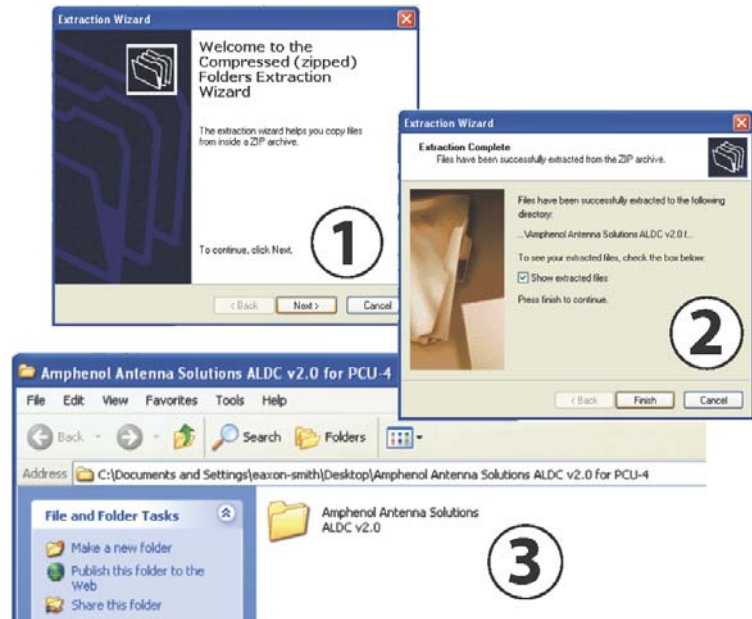 Extraction Wizard
Welcome to the
Compressed (zipped)
Folders Extraction
Wizard
The extraction wizard helps you copy files
from inside a ZIP archive.
To continue, click Next.
1
< Back
Next >
Cancel
Extraction Wizard
Extraction Complete
Files have been successfully extracted from the ZIP archive.
Files have been successfully extracted to the following
directory:
...\Amphenol Antenna Solutions ALDC v2.0 f...
To see your extracted files, check the box below:
Show extracted files
Press finish to continue.
2
< Back
Finish
Cancel
Amphenol Antenna Solutions ALDC v2.0 for PCU-4
File Edit View Favorites Tools Help
Back
Search
Folders
Address
C:\Documents and Settings\eaxon-smith\Desktop\Amphenol Antenna Solutions ALDC v2.0 for PCU-4
File and Folder Tasks
Make a new folder
Publish this folder to the
Web
Share this folder
Amphenol Antenna Solutions
ALDC v2.0
3